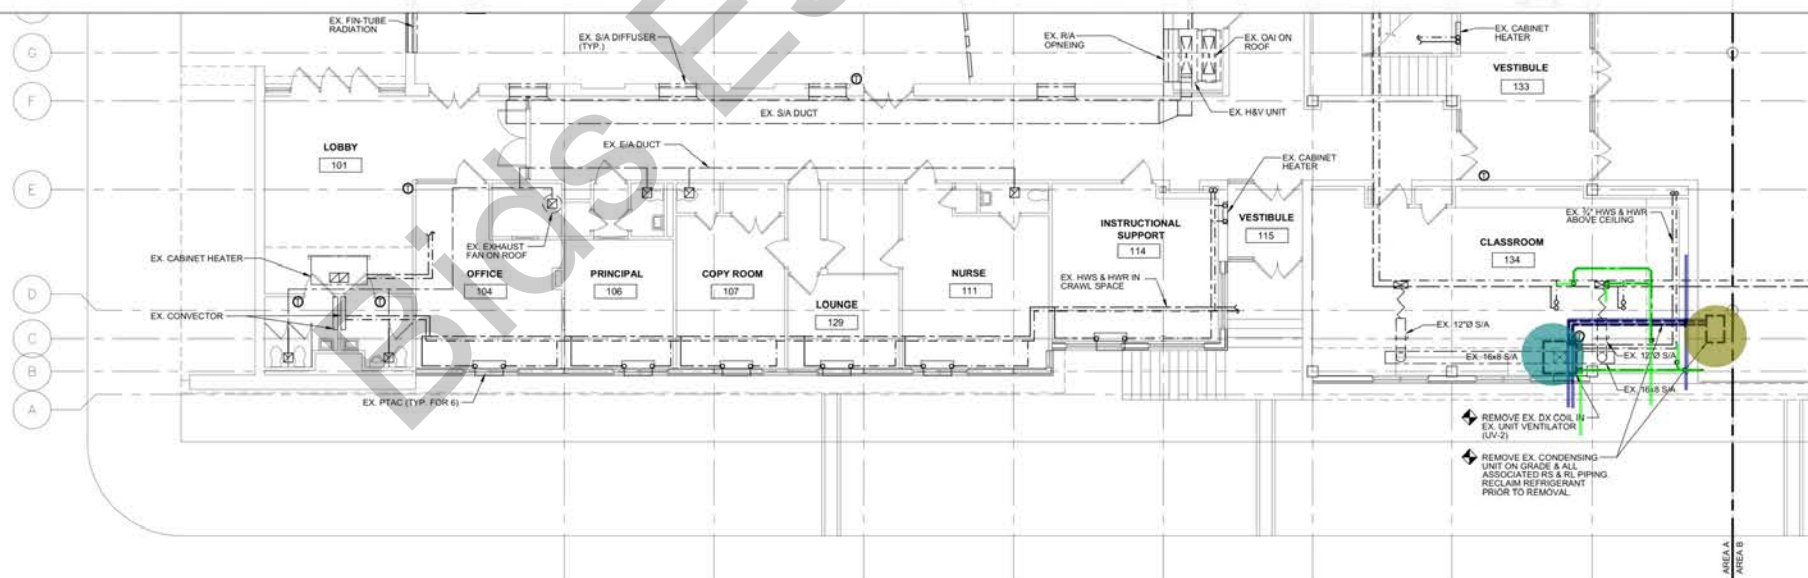 EX. FIN-TUBE
RADIATION
EX. S/A DIFFUSER
(TYP.)
EX. R/A
OPNEING
EX. OAI ON
ROOF
EX. CABINET
HEATER
G
VESTIBULE
133
F
EX. S/A DUCT
EX. H&V UNIT
LOBBY
101
EX. E/A DUCT
EX. CABINET
HEATER
T
E
INSTRUCTIONAL
SUPPORT
114
VESTIBULE
115
EX. ¾" HWS & HWR
ABOVE CEILING
CLASSROOM
134
EX. EXHAUST
FAN ON ROOF
EX. CABINET HEATER
OFFICE
104
PRINCIPAL
106
COPY ROOM
107
NURSE
111
EX. HWS & HWR IN
CRAWL SPACE
D
LOUNGE
129
EX. CONVECTOR
EX. 12"Ø S/A
C
EX. 16x8 S/A
EX. 12"Ø S/A
B
EX. 16x8 S/A
A
EX. PTAC (TYP. FOR 6)
REMOVE EX. DX COIL IN
EX. UNIT VENTILATOR
(UV-2)
REMOVE EX. CONDENSING
UNIT ON GRADE & ALL
ASSOCIATED RS & RL PIPING.
RECLAIM REFRIGERANT
PRIOR TO REMOVAL.
AREA A
AREA B
Bids